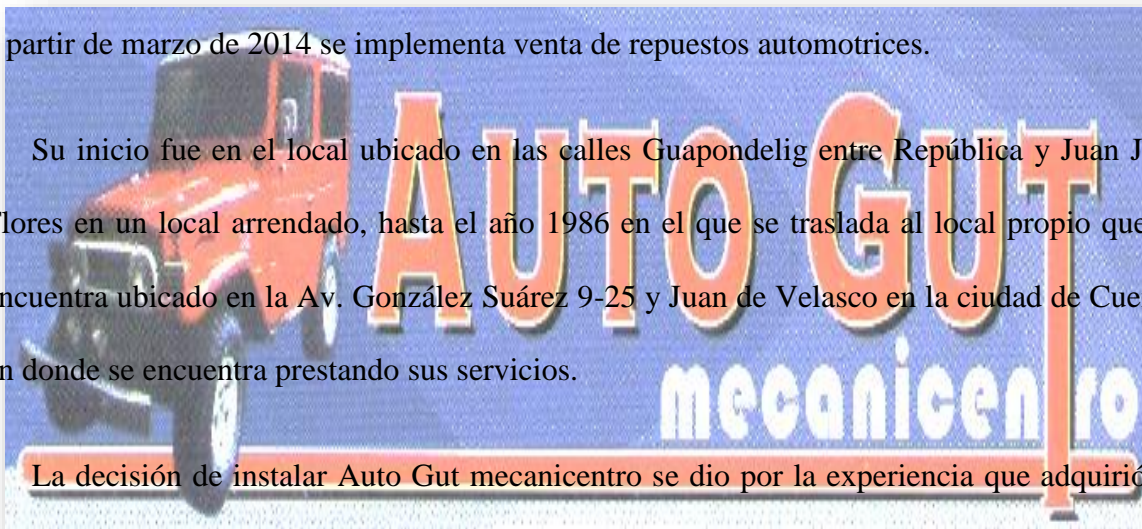 partir de marzo de 2014 se implementa venta de repuestos automotrices.
Su inicio fue en el local ubicado en las calles Guapondelig entre República y Juan J
lores en un local arrendado, hasta el año 1986 en el que se traslada al local propio que
ncuentra ubicado en la Av. González Suárez 9-25 y Juan de Velasco en la ciudad de Cue
n donde se encuentra prestando sus servicios.
La decisión de instalar Auto Gut mecanicentro se dio por la experiencia que adquirió
AUTO GUT
mecanicentro